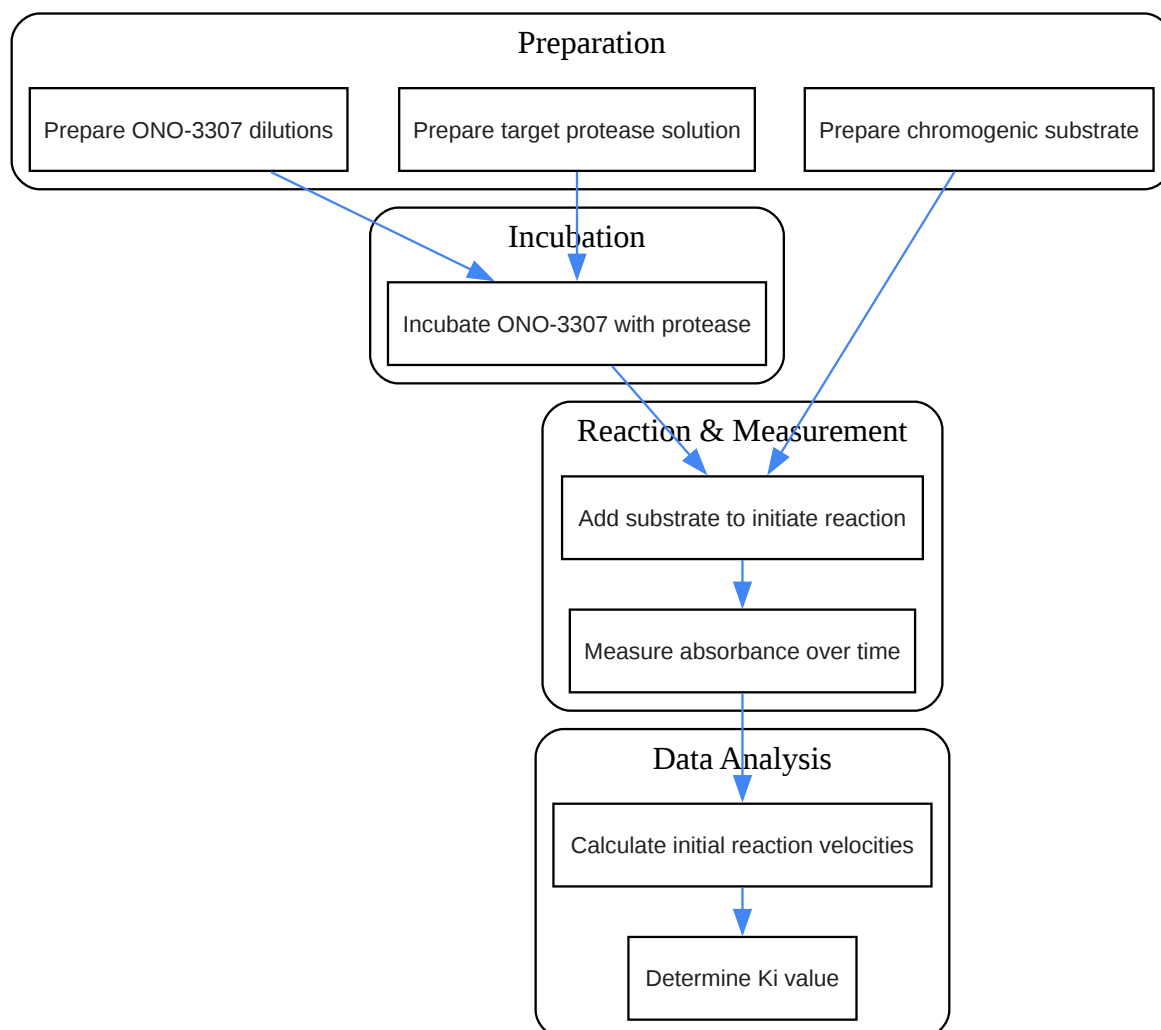 Preparation
Prepare ONO-3307 dilutions
Prepare target protease solution
Prepare chromogenic substrate
Incubation
Incubate ONO-3307 with protease
Reaction & Measurement
Add substrate to initiate reaction
Measure absorbance over time
Data Analysis
Calculate initial reaction velocities
Determine Ki value